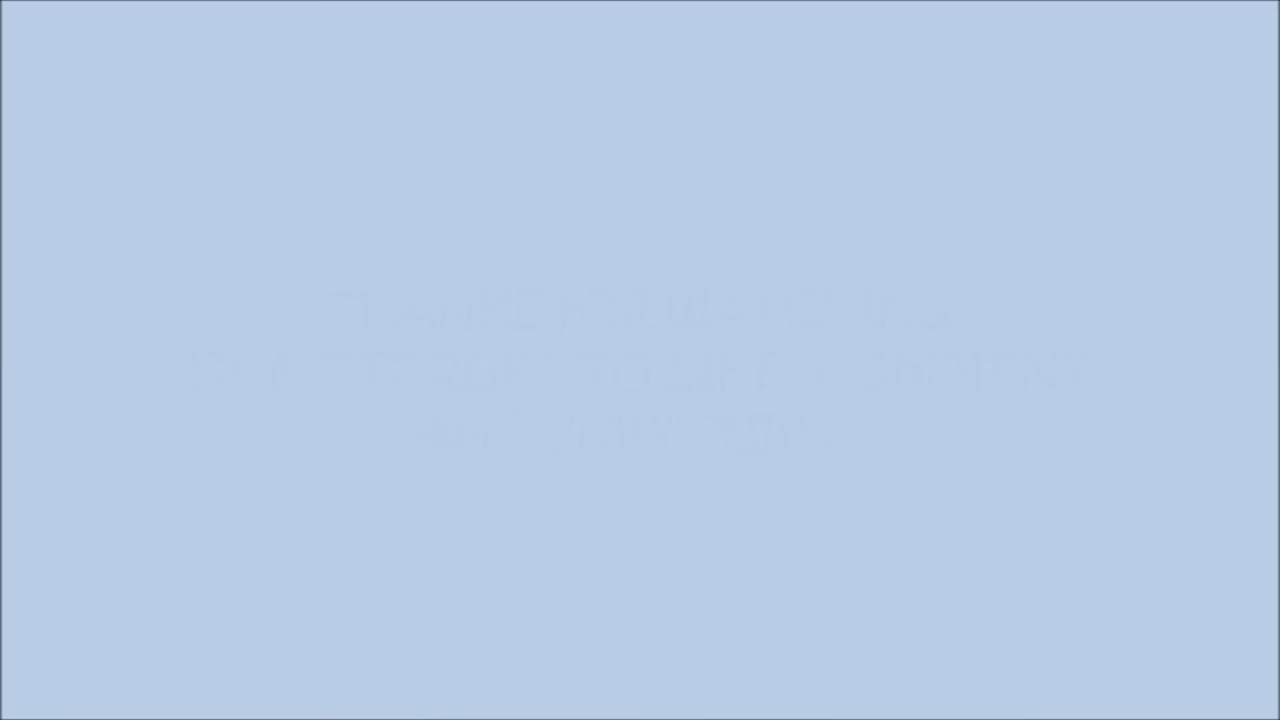 THANKS FOR WATCHING
DON'T FORGET TO LIKE, COMMENT
AND SUBSCRIBE